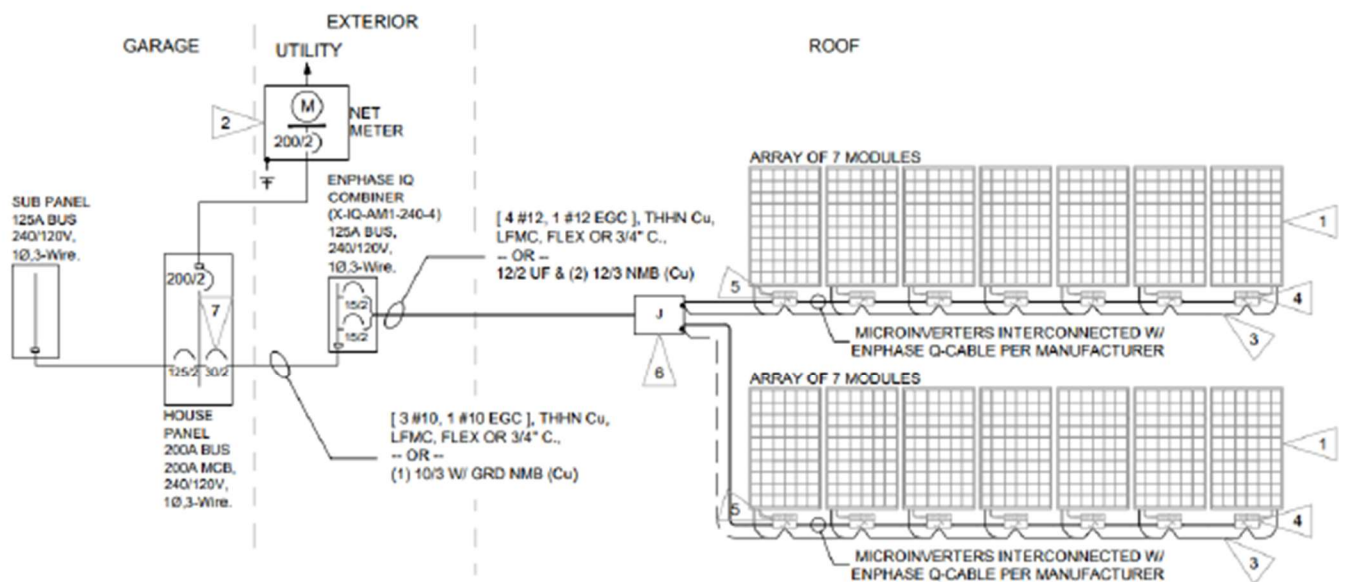 EXTERIOR
GARAGE
UTILITY
ROOF
M
200/2
NET
METER
2
ENPHASE IQ
COMBINER
(X-IQ-AM1-240-4)
125A BUS,
240/120V,
1Ø,3-Wire.
15/2
15/2
SUB PANEL
125A BUS
240/120V,
1Ø,3-Wire.
200/2
7
125/2
30/2
HOUSE
PANEL
200A BUS
200A MCB,
240/120V,
1Ø,3-Wire.
[ 4 #12, 1 #12 EGC ], THHN Cu,
LFMC, FLEX OR 3/4" C.,
-- OR --
12/2 UF & (2) 12/3 NMB (Cu)
[ 3 #10, 1 #10 EGC ], THHN Cu,
LFMC, FLEX OR 3/4" C.,
-- OR --
(1) 10/3 W/ GRD NMB (Cu)
J
6
ARRAY OF 7 MODULES
1
5
4
3
MICROINVERTERS INTERCONNECTED W/
ENPHASE Q-CABLE PER MANUFACTURER
ARRAY OF 7 MODULES
1
5
4
3
MICROINVERTERS INTERCONNECTED W/
ENPHASE Q-CABLE PER MANUFACTURER